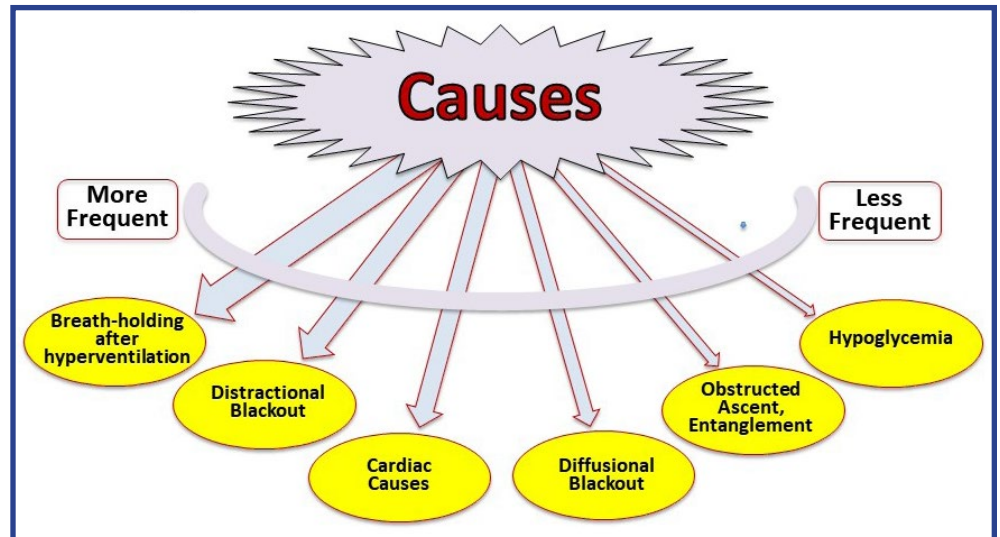 Causes
More
Frequent
Less
Frequent
Breath-holding
after
hyperventilation
Distractional
Blackout
Cardiac
Causes
Diffusional
Blackout
Obstructed
Ascent,
Entanglement
Hypoglycemia